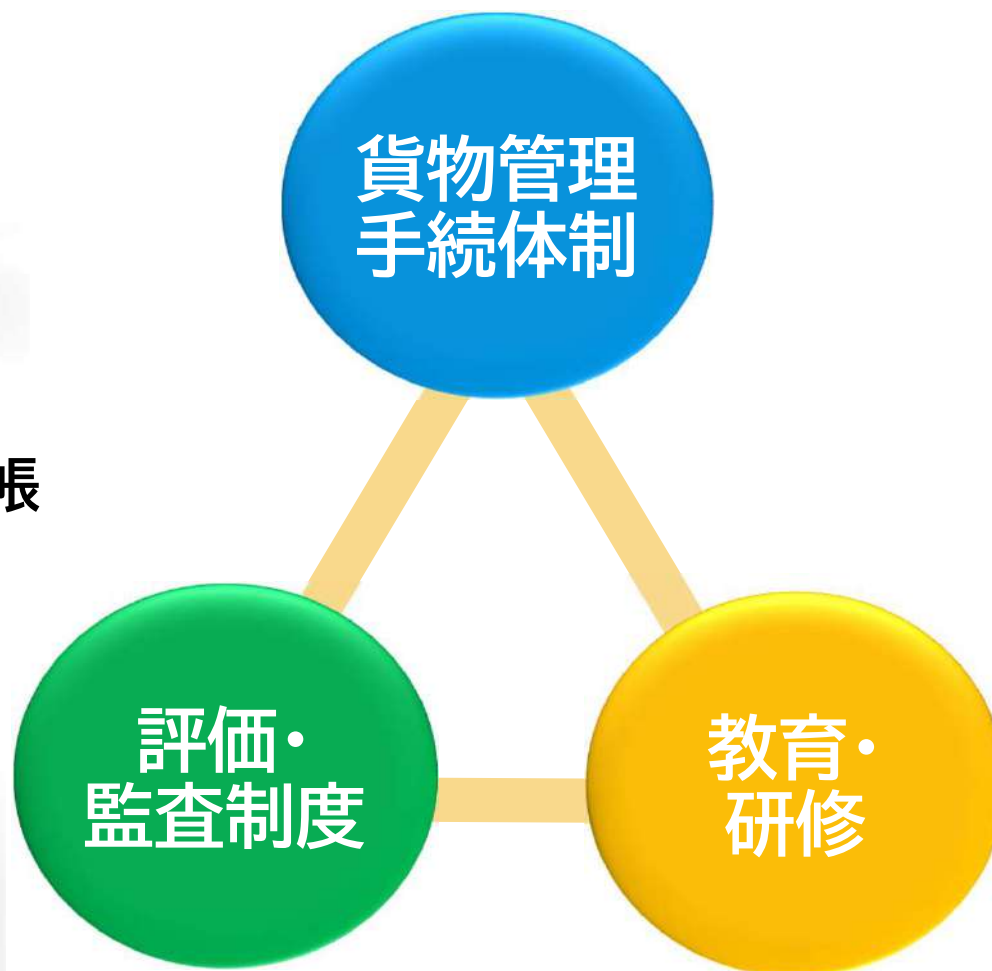 貨物管理
手続体制
帳
評価・
監査制度
教育・
研修